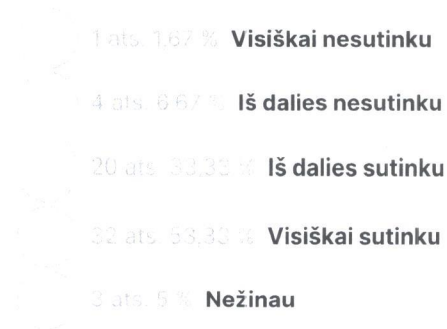 1 ats. 1,67 % Visiškai nesutinku
4 ats. 6,67 % Iš dalies nesutinku
20 ats. 33,33 % Iš dalies sutinku
32 ats. 53,33 % Visiškai sutinku
3 ats. 5 % Nežinau